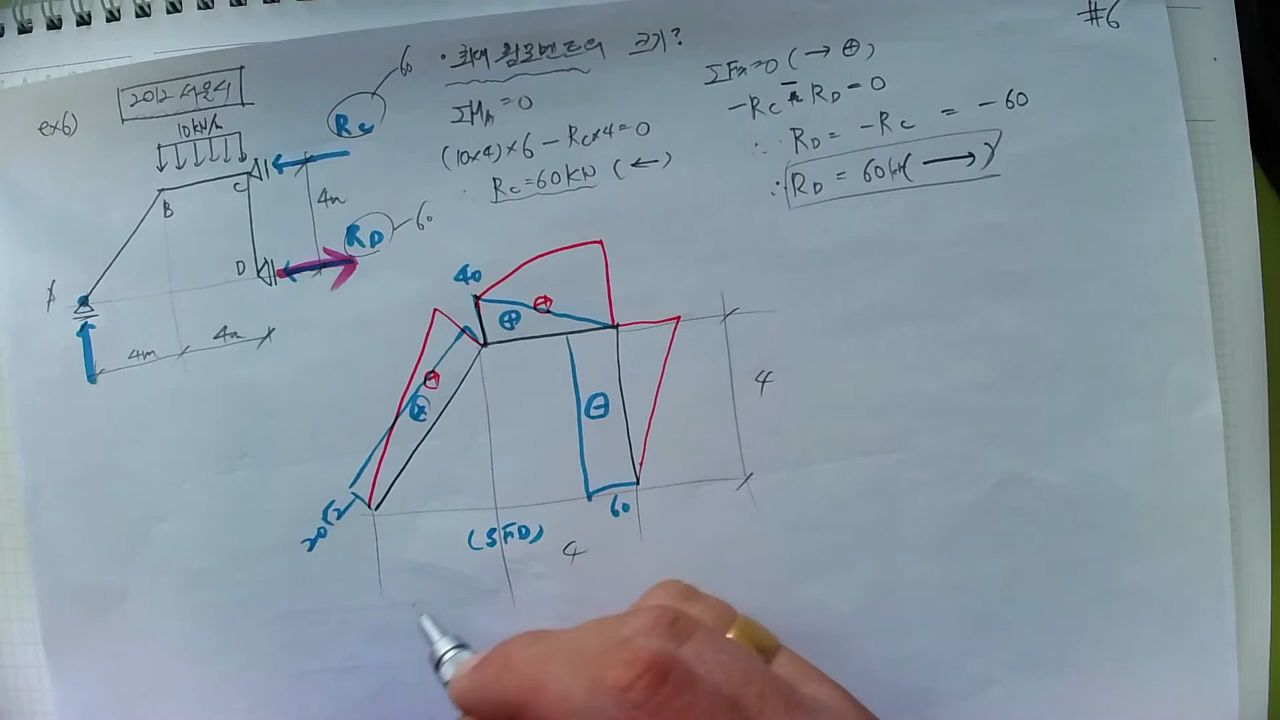 #6
ex6) 2012 서울시
10kN/m
B
C
D
A
4m
4m
4m
Rc
60
RD
60
· 최대 휨모멘트의 크기?
ΣMA=0
(10×4)×6 - Rc×4=0
∴ Rc=60kN (←)
ΣFx=0 (→ ⊕)
-Rc - RD=0
∴ RD = -Rc = -60
∴ RD = 60kN(→)
40
⊕
⊕
⊕
⊕
⊖
20√2
60
(SFD)
4
4